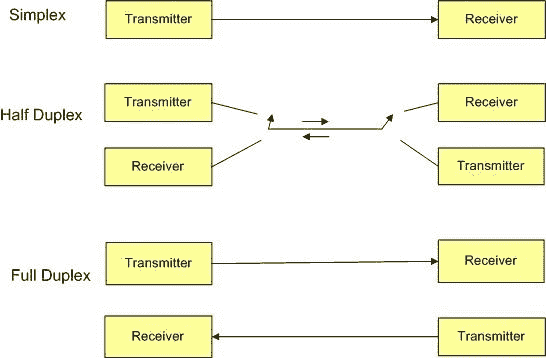 Simplex
Transmitter
Receiver
Half Duplex
Transmitter
Receiver
Receiver
Transmitter
Full Duplex
Transmitter
Receiver
Receiver
Transmitter